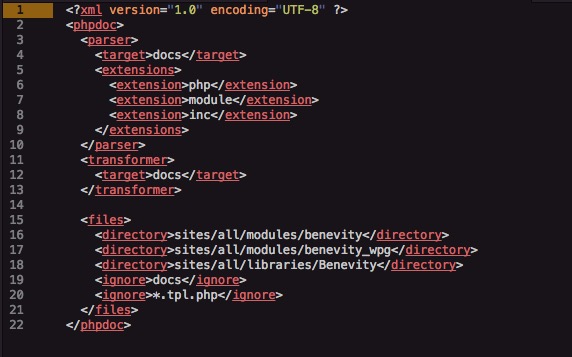 1 <?xml version="1.0" encoding="UTF-8" ?>
2 <phpdoc>
3   <parser>
4     <target>docs</target>
5     <extensions>
6       <extension>php</extension>
7       <extension>module</extension>
8       <extension>inc</extension>
9     </extensions>
10   </parser>
11   <transformer>
12     <target>docs</target>
13   </transformer>
14
15   <files>
16     <directory>sites/all/modules/benevity</directory>
17     <directory>sites/all/modules/benevity_wpg</directory>
18     <directory>sites/all/libraries/Benevity</directory>
19     <ignore>docs</ignore>
20     <ignore>*.tpl.php</ignore>
21   </files>
22 </phpdoc>